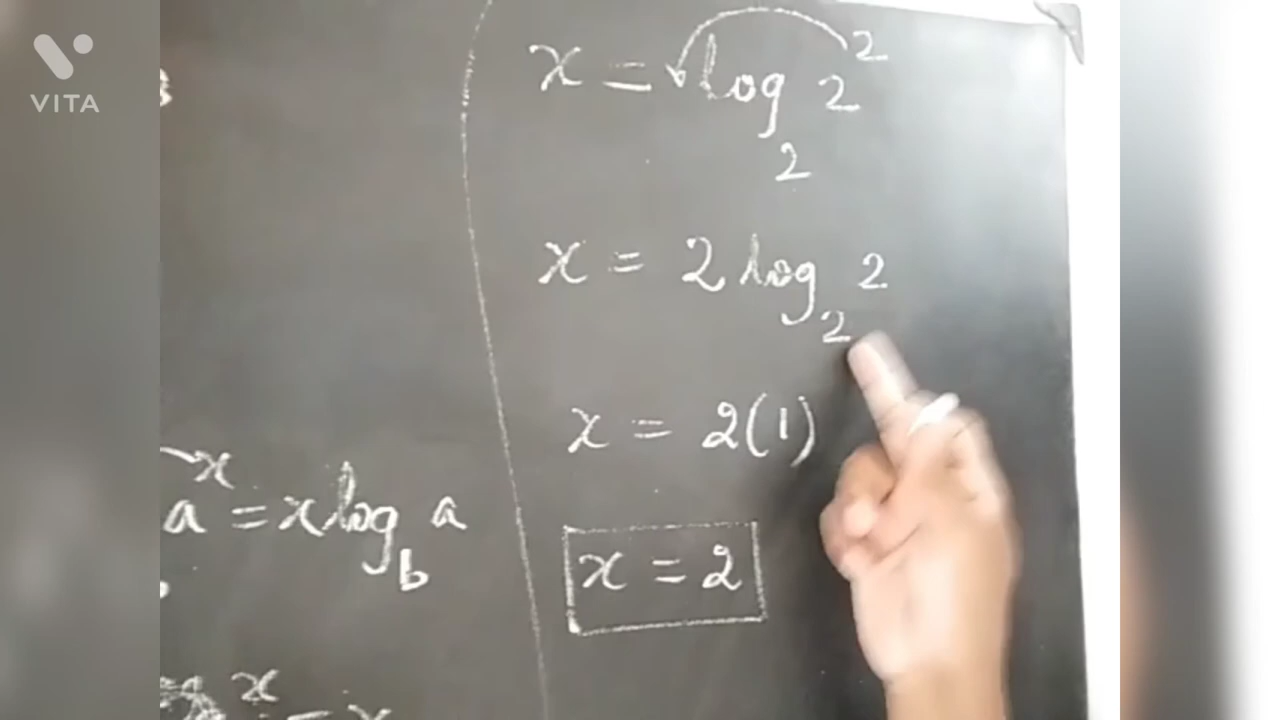 VITA
x = log₂ 2²
x = 2 log₂ 2
x = 2(1)
x = 2
a^x = x log_b a
x
= x